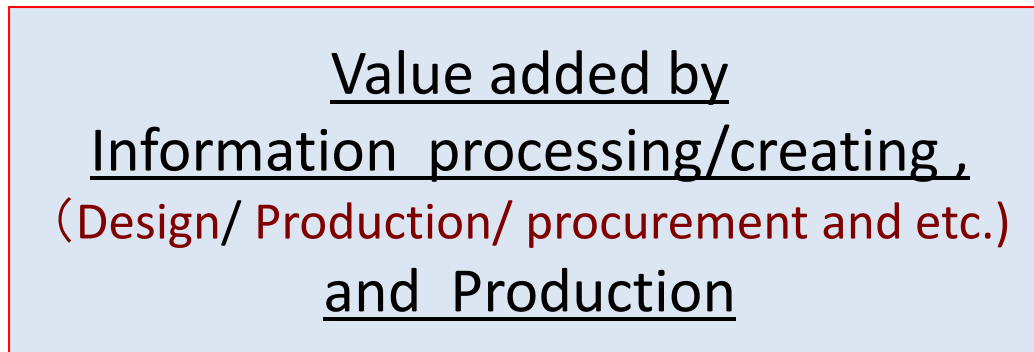 Value added by
Information  processing/creating ,
（Design/ Production/ procurement and etc.)
and  Production